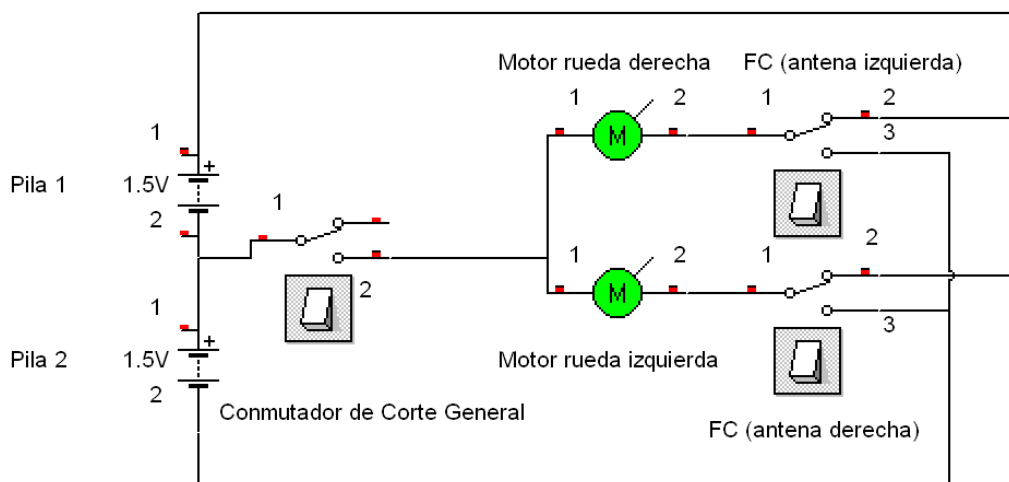 Motor rueda derecha
FC (antena izquierda)
1
2
1
2
M
3
1
+
Pila 1
1.5V
2
1
2
1
2
1
2
M
3
1
+
Pila 2
1.5V
2
Motor rueda izquierda
Conmutador de Corte General
FC (antena derecha)